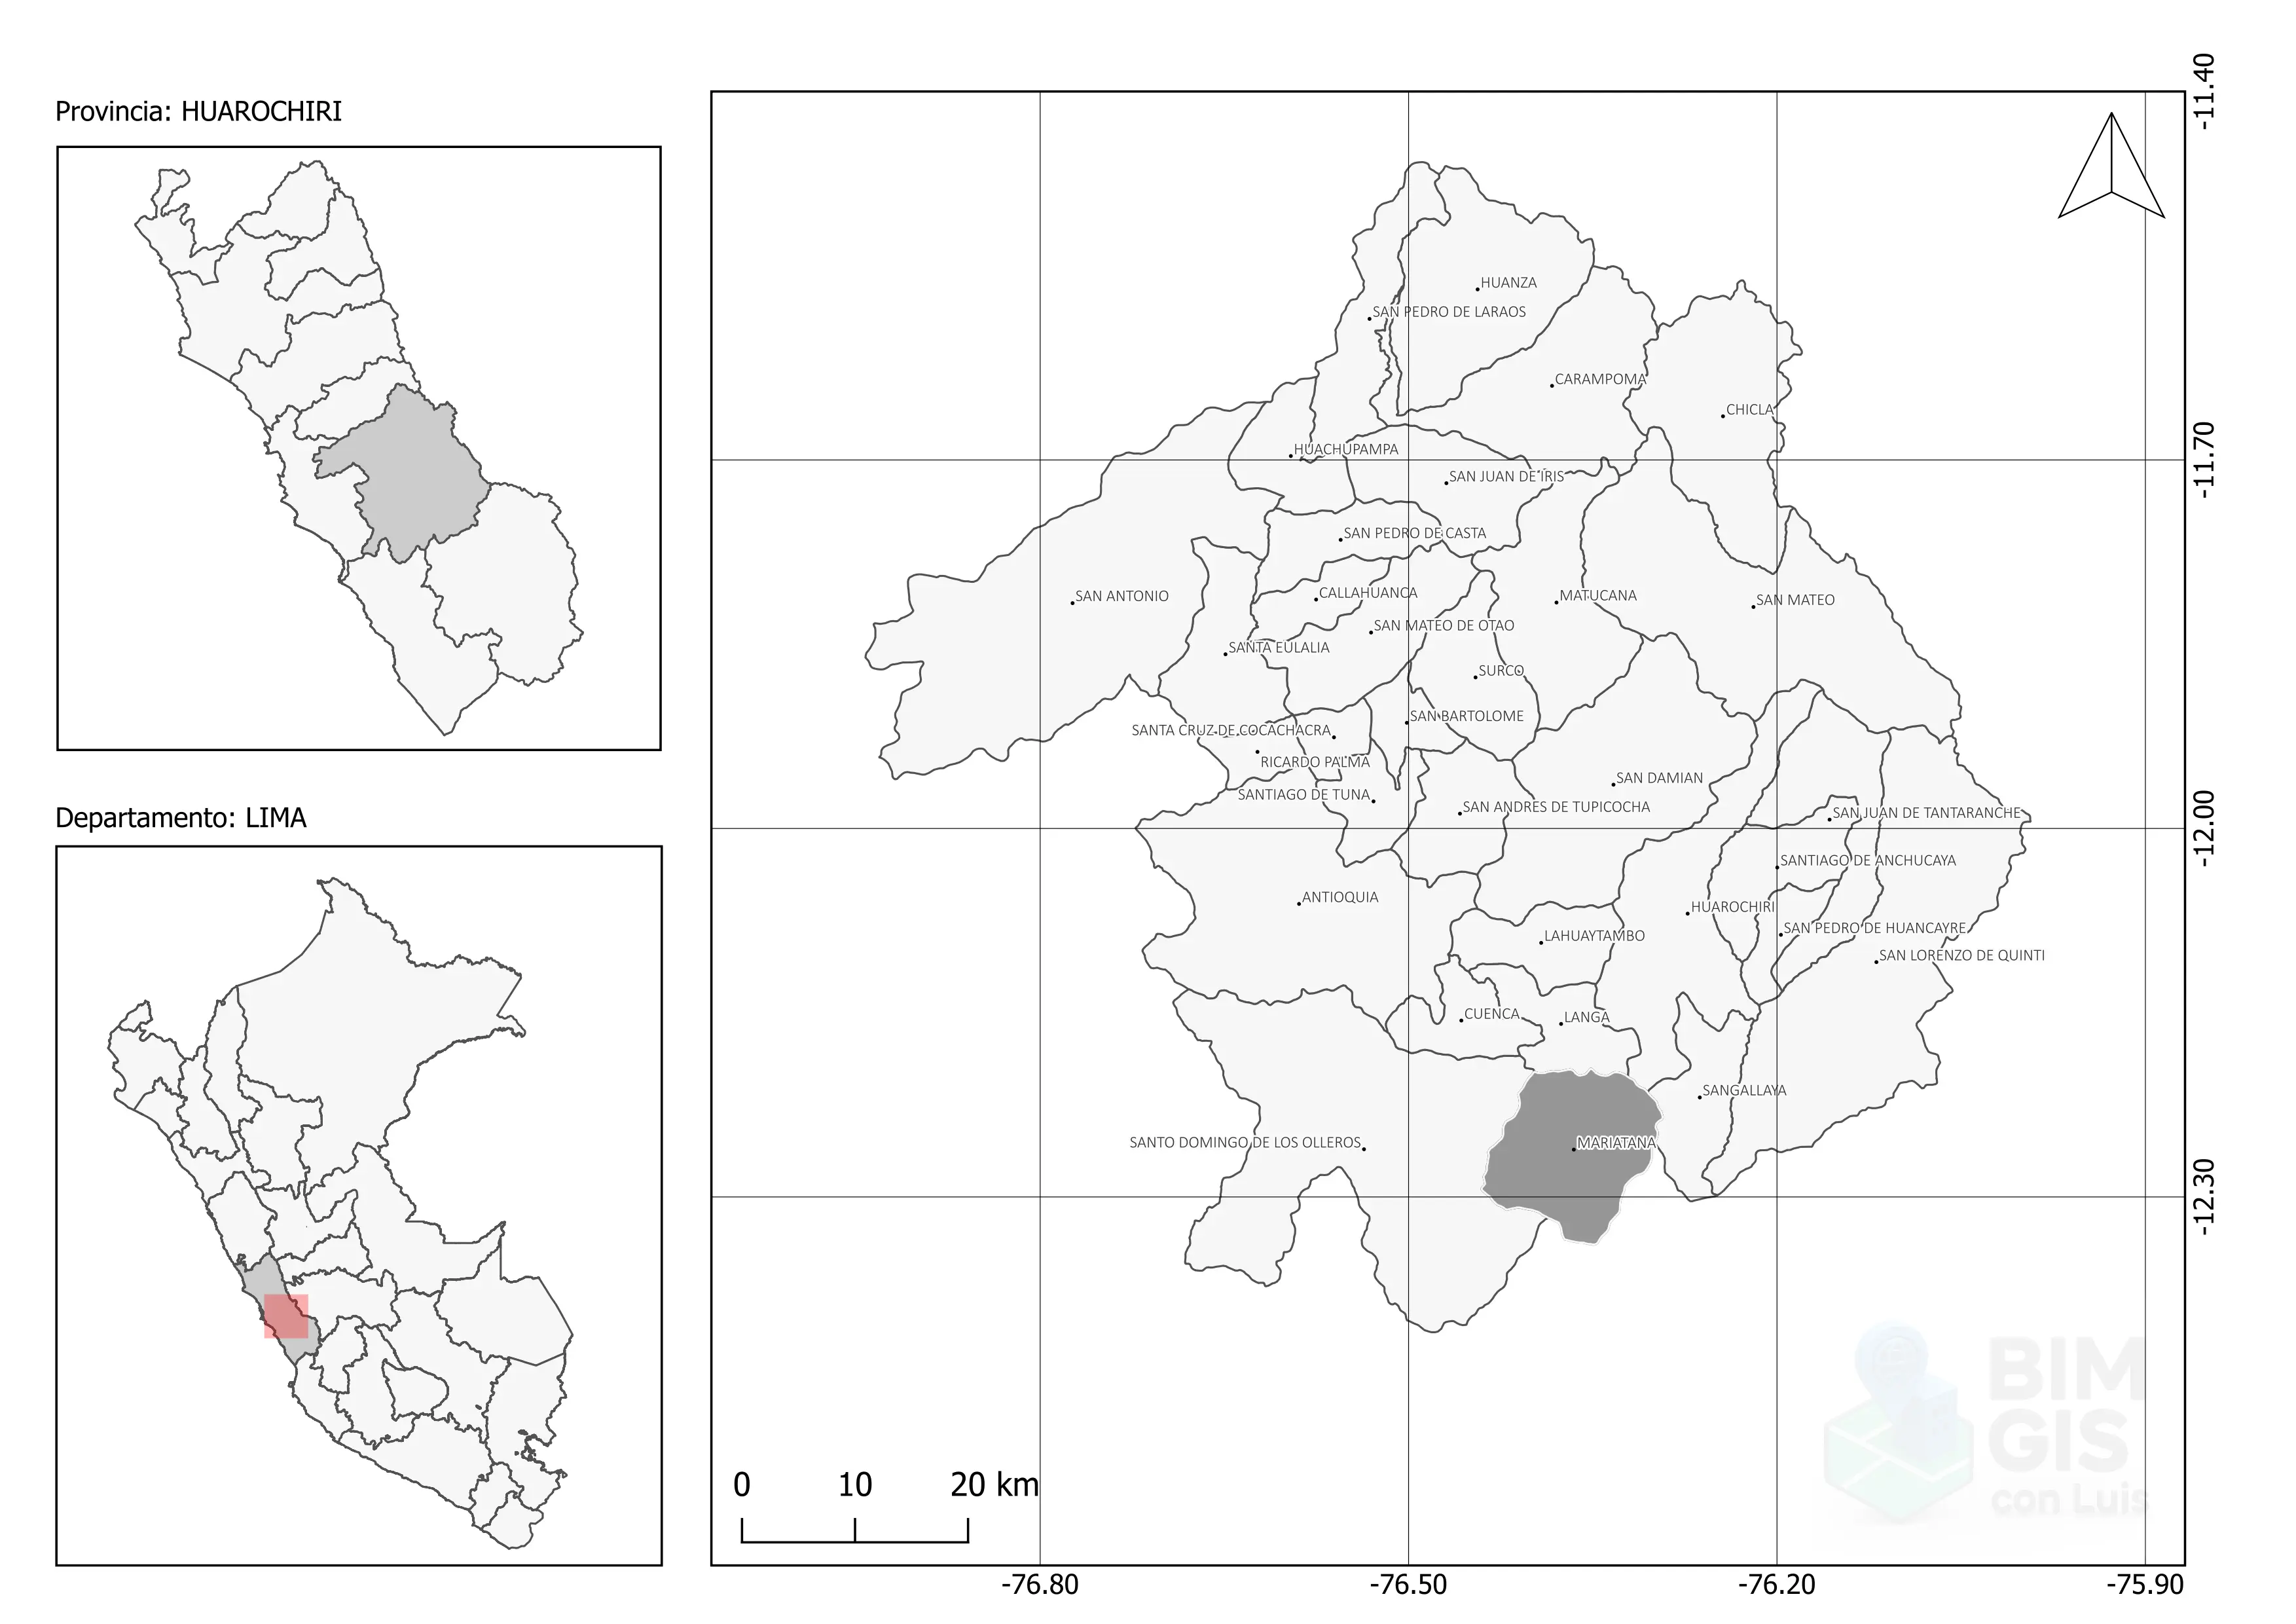 Provincia: HUAROCHIRI
Departamento: LIMA
-11.40
HUANZA
SAN PEDRO DE LARAOS
CARAMPOMA
CHICLA
HUACHUPAMPA
-11.70
SAN JUAN DE IRIS
SAN PEDRO DE CASTA
SAN ANTONIO
CALLAHUANCA
MATUCANA
SAN MATEO
SAN MATEO DE OTAO
SANTA EULALIA
SURCO
SAN BARTOLOME
SANTA CRUZ DE COCACHACRA
RICARDO PALMA
SAN DAMIAN
SANTIAGO DE TUNA
SAN ANDRES DE TUPICOCHA
SAN JUAN DE TANTARANCHE
-12.00
SANTIAGO DE ANCHUCAYA
ANTIOQUIA
HUAROCHIRI
SAN PEDRO DE HUANCAYRE
LAHUAYTAMBO
SAN LORENZO DE QUINTI
CUENCA
LANGA
SANGALLAYA
SANTO DOMINGO DE LOS OLLEROS
MARIATANA
-12.30
BIM
GIS
con Luis
0 10 20 km
-76.80 -76.50 -76.20 -75.90